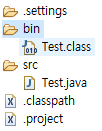 .settings
bin
Test.class
src
Test.java
.classpath
.project